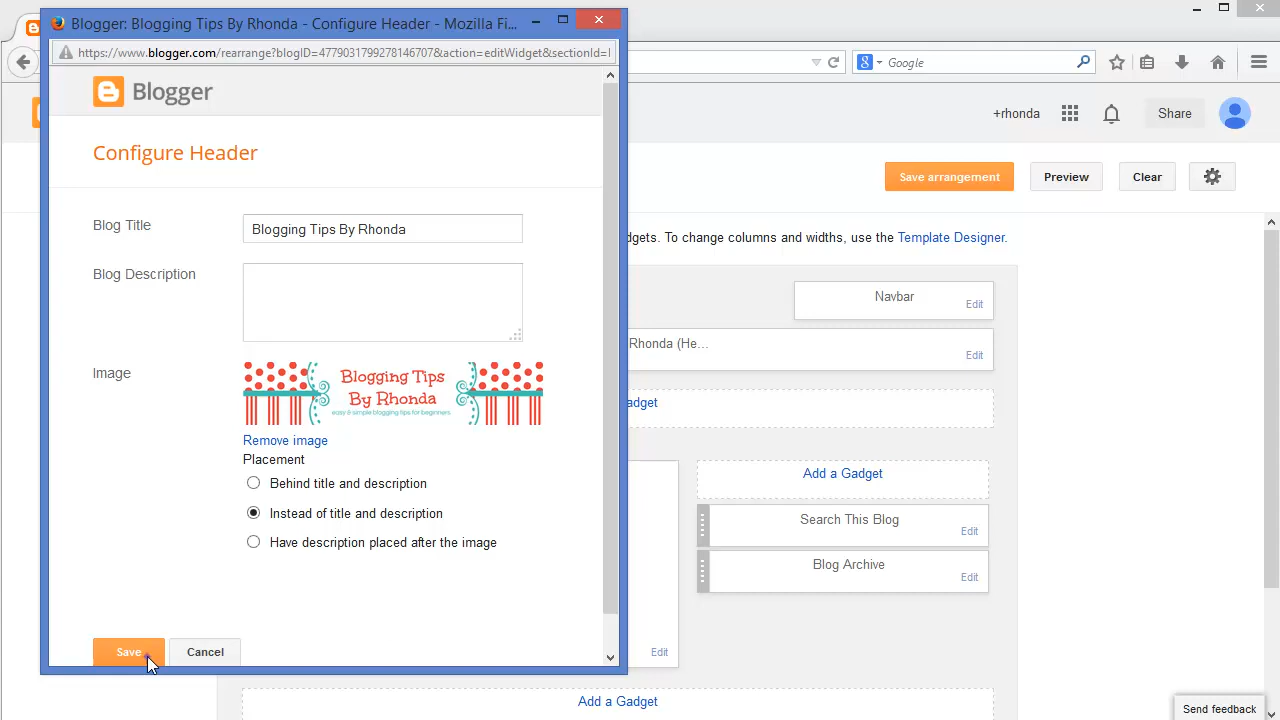 Blogger: Blogging Tips By Rhonda - Configure Header - Mozilla Fi...
https://www.blogger.com/rearrange?blogID=4779031799278146707&action=editWidget&sectionId=l
Google
Blogger
+rhonda
Share
Configure Header
Save arrangement
Preview
Clear
Blog Title
Blogging Tips By Rhonda
dgets. To change columns and widths, use the Template Designer.
Blog Description
Navbar
Edit
Rhonda (He...
Edit
Image
Blogging Tips
By Rhonda
easy & simple blogging tips for beginners
adget
Remove image
Placement
Behind title and description
Instead of title and description
Have description placed after the image
Add a Gadget
Search This Blog
Edit
Blog Archive
Edit
Save
Cancel
Edit
Add a Gadget
Send feedback